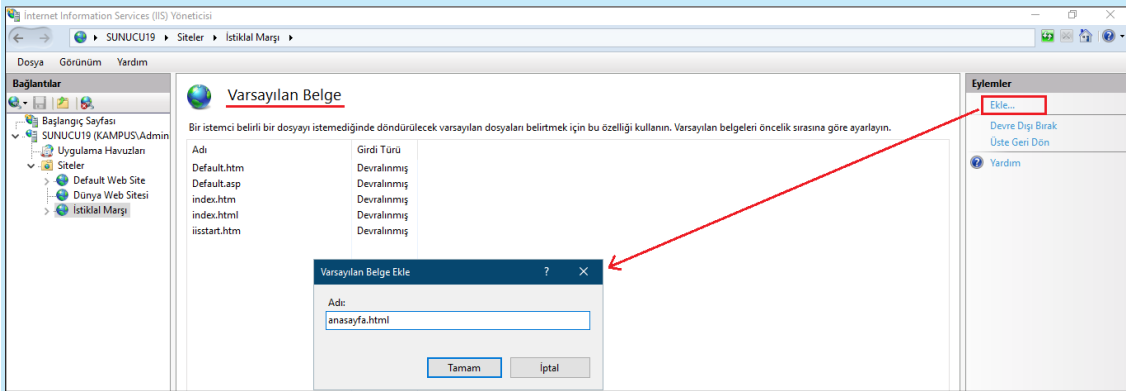 Internet Information Services (IIS) Yöneticisi
SUNUCU19 Siteler İstiklal Marşı
Dosya Görünüm Yardım
Bağlantılar
Başlangıç Sayfası
SUNUCU19 (KAMPUS\Admin
Uygulama Havuzları
Siteler
Default Web Site
Dünya Web Sitesi
İstiklal Marşı
Varsayılan Belge
Bir istemci belirli bir dosyayı istemediğinde döndürülecek varsayılan dosyaları belirtmek için bu özelliği kullanın. Varsayılan belgeleri öncelik sırasına göre ayarlayın.
Adı Girdi Türü
Default.htm Devralınmış
Default.asp Devralınmış
index.htm Devralınmış
index.html Devralınmış
iisstart.htm Devralınmış
Varsayılan Belge Ekle ?
Adı:
anasayfa.html
Tamam İptal
Eylemler
Ekle...
Devre Dışı Bırak
Üste Geri Dön
Yardım